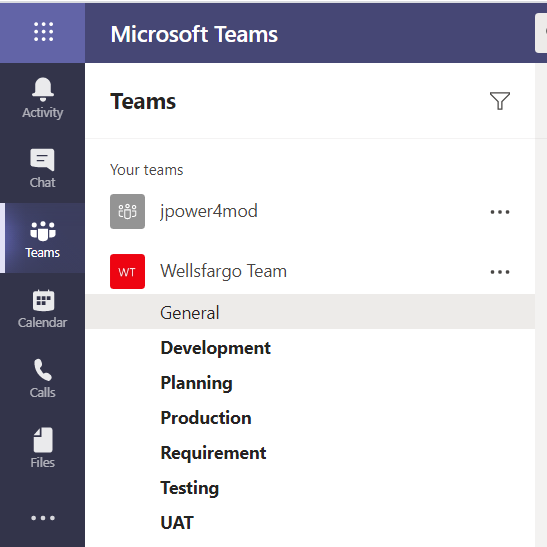 Microsoft Teams
Activity
Chat
Teams
Calendar
Calls
Files
Teams
Your teams
jpower4mod
WT Wellsfargo Team
General
Development
Planning
Production
Requirement
Testing
UAT